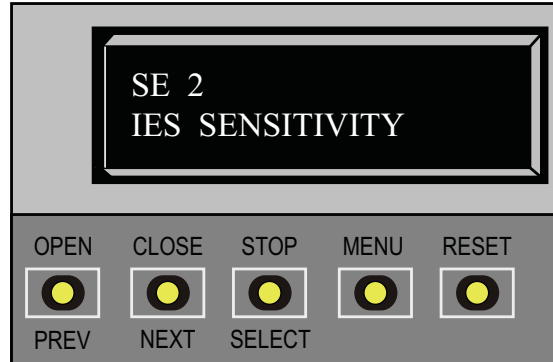 SE 2
IES SENSITIVITY
OPEN CLOSE STOP MENU RESET
PREV NEXT SELECT